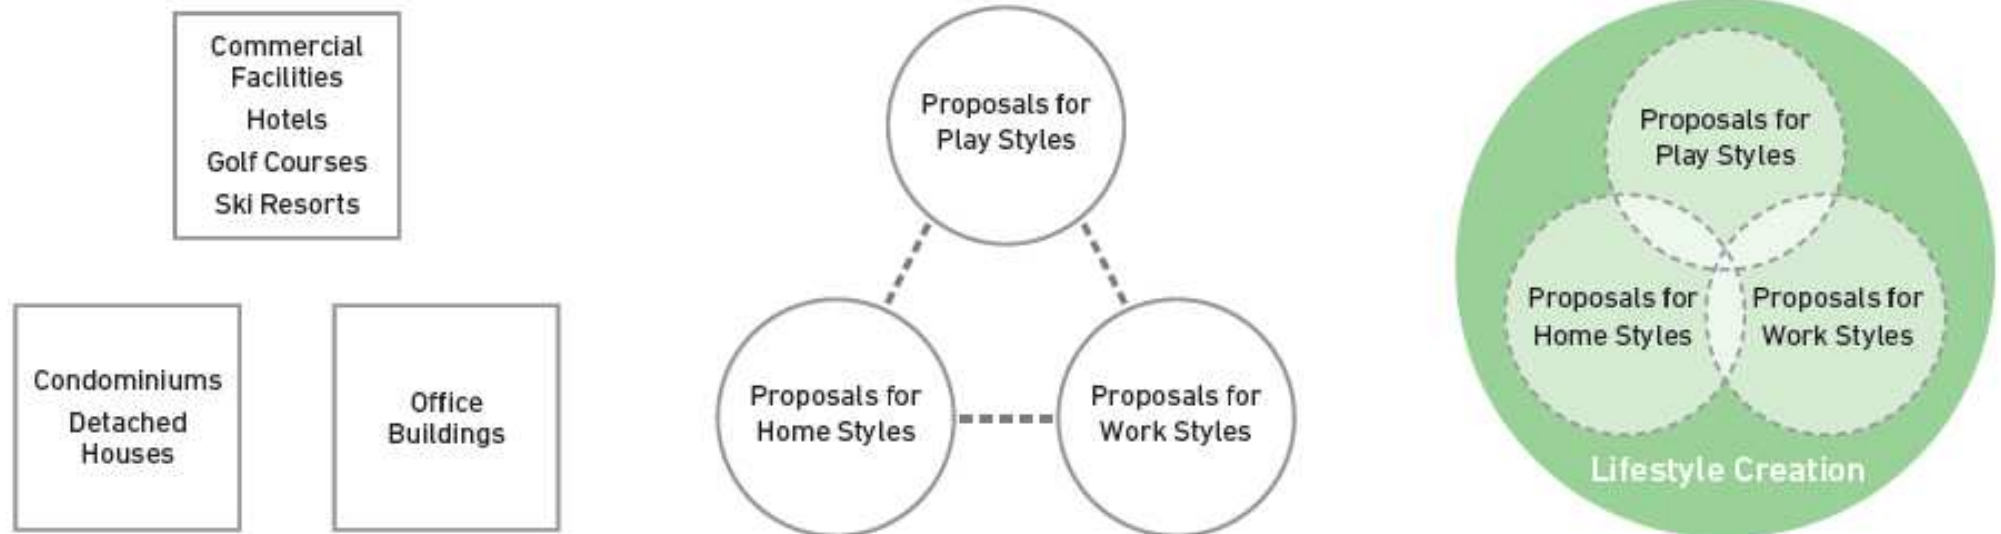 Commercial
Facilities
Hotels
Golf Courses
Ski Resorts
Condominiums
Detached
Houses
Office
Buildings
Proposals for
Play Styles
Proposals for
Home Styles
Proposals for
Work Styles
Proposals for
Play Styles
Proposals for
Home Styles
Proposals for
Work Styles
Lifestyle Creation